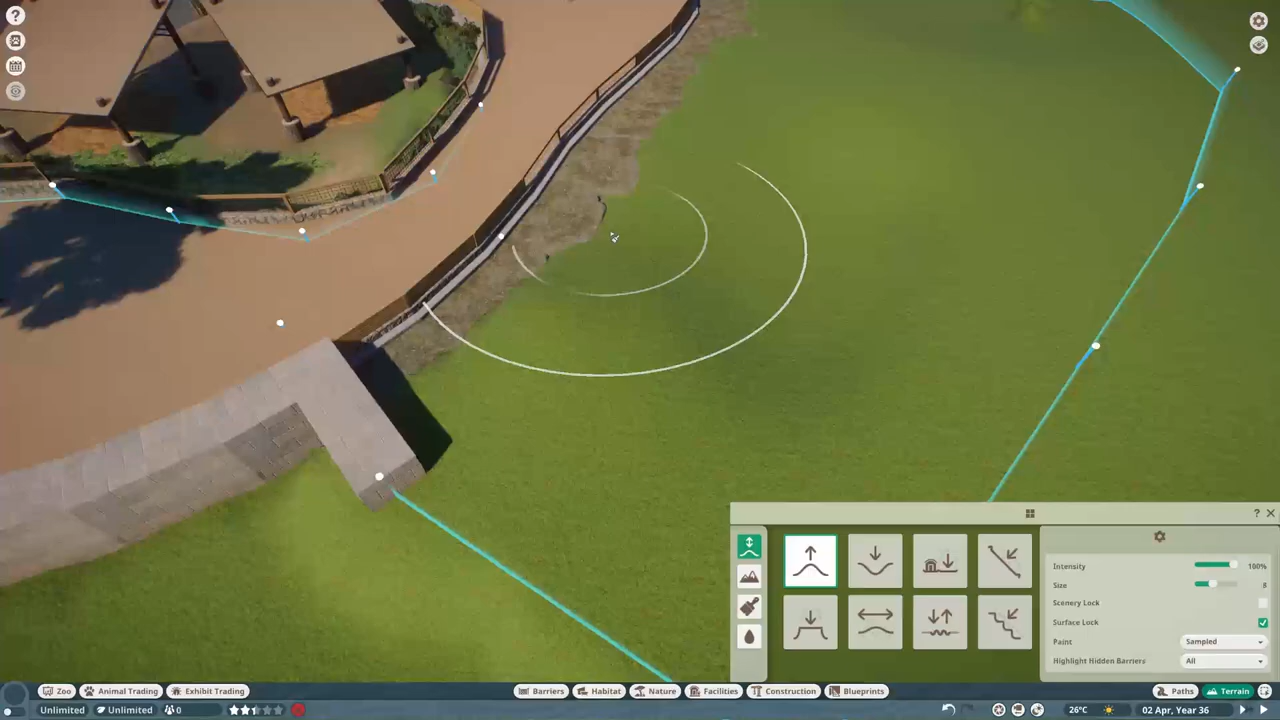 ?
? ×
Intensity 100%
Size 8
Scenery Lock
Surface Lock
Paint Sampled
Highlight Hidden Barriers All
Zoo Animal Trading Exhibit Trading Barriers Habitat Nature Facilities Construction Blueprints Paths Terrain
Unlimited Unlimited 0 26°C 02 Apr, Year 36